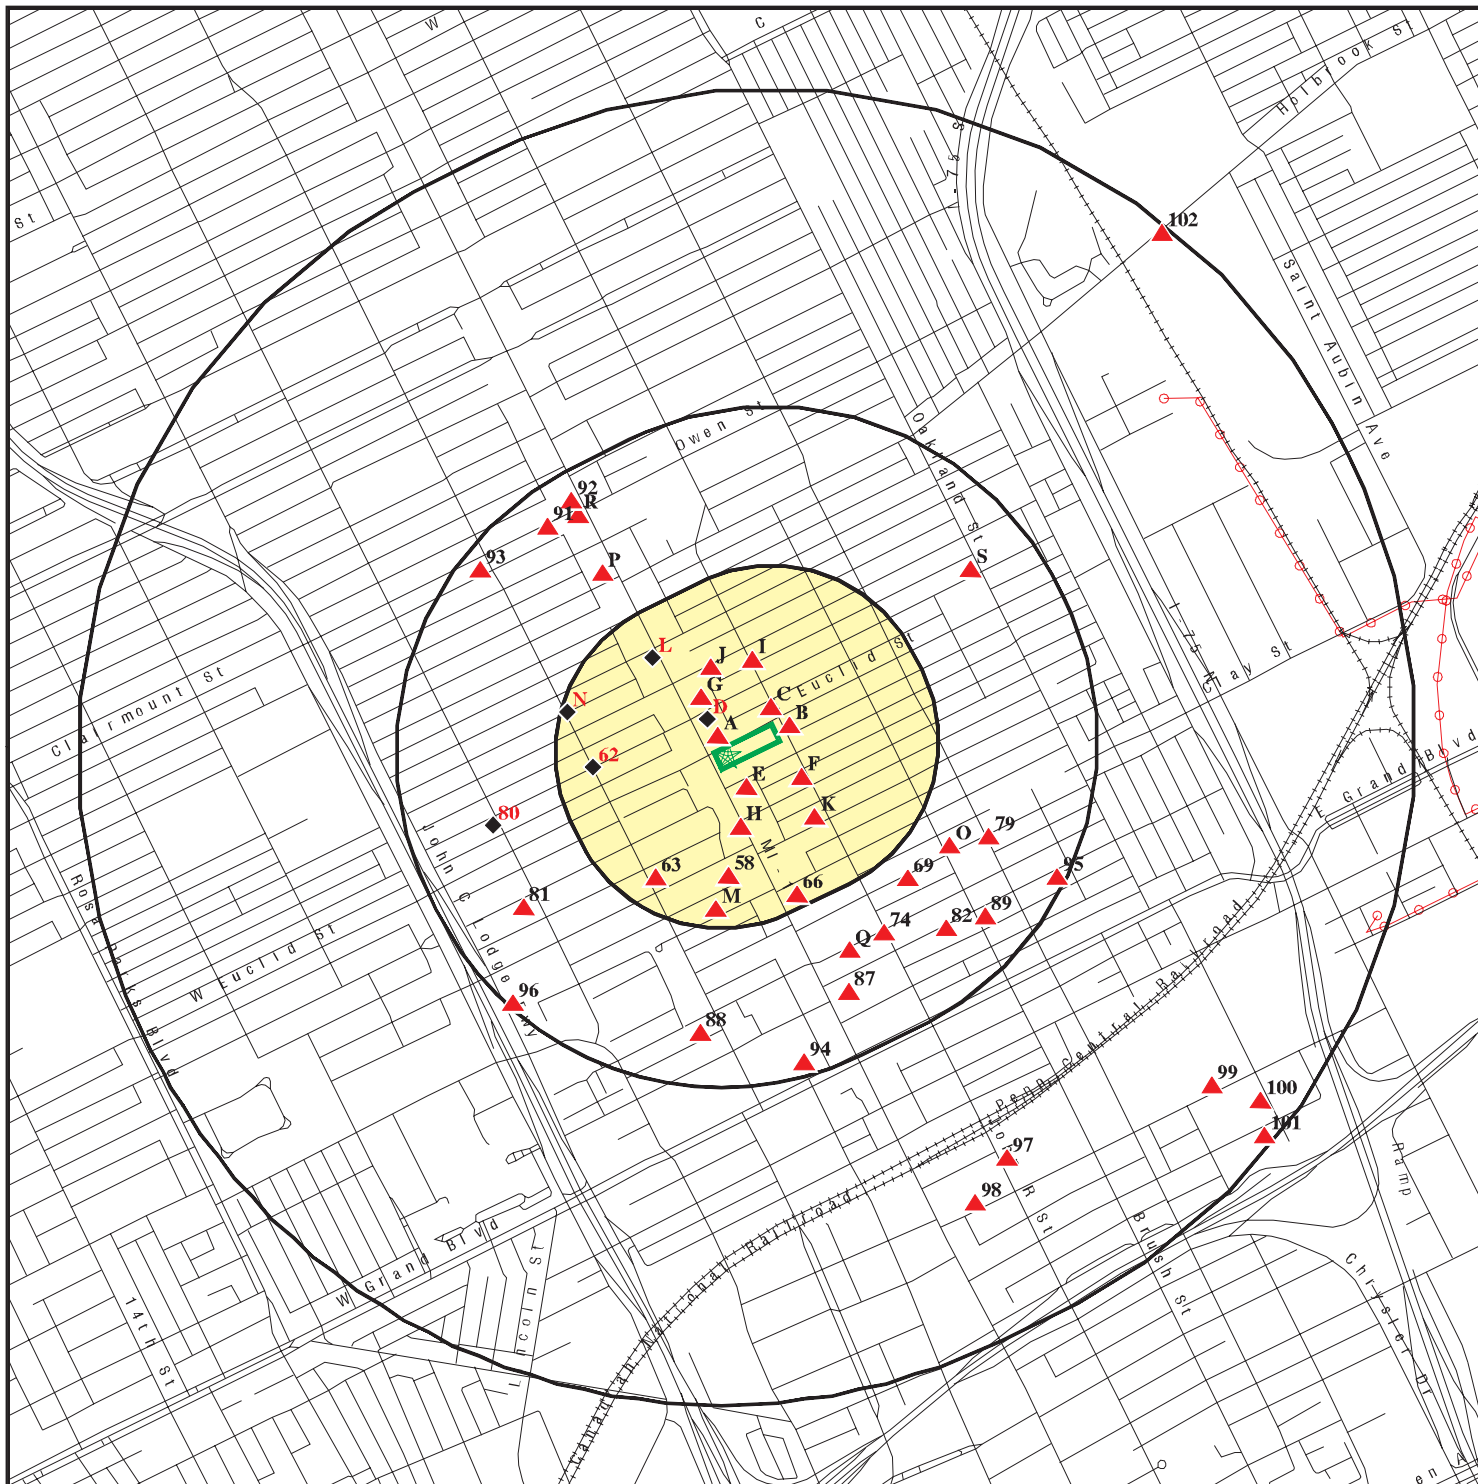 W
C
Holbrook St
S I-75
102
St
Saint Aubin Ave
Owen St
Oakland St
92
R
91
93
P
S
L
J
I
Euclid St
N
G
C
D
B
A
I-75 N
Clay St
Clairmount St
62
E
F
E Grand Blvd
80
H
K
John C Lodge Fwy
O
79
63
58
69
95
Rosa Parks Blvd
M
66
81
89
82
74
Q
W Euclid St
87
96
88
94
Penn Central Railroad
99
100
101
97
98
John R St
Ramp
Brush St
W Grand Blvd
Canadian National Railroad
Lincoln St
14th St
Chrysler Dr